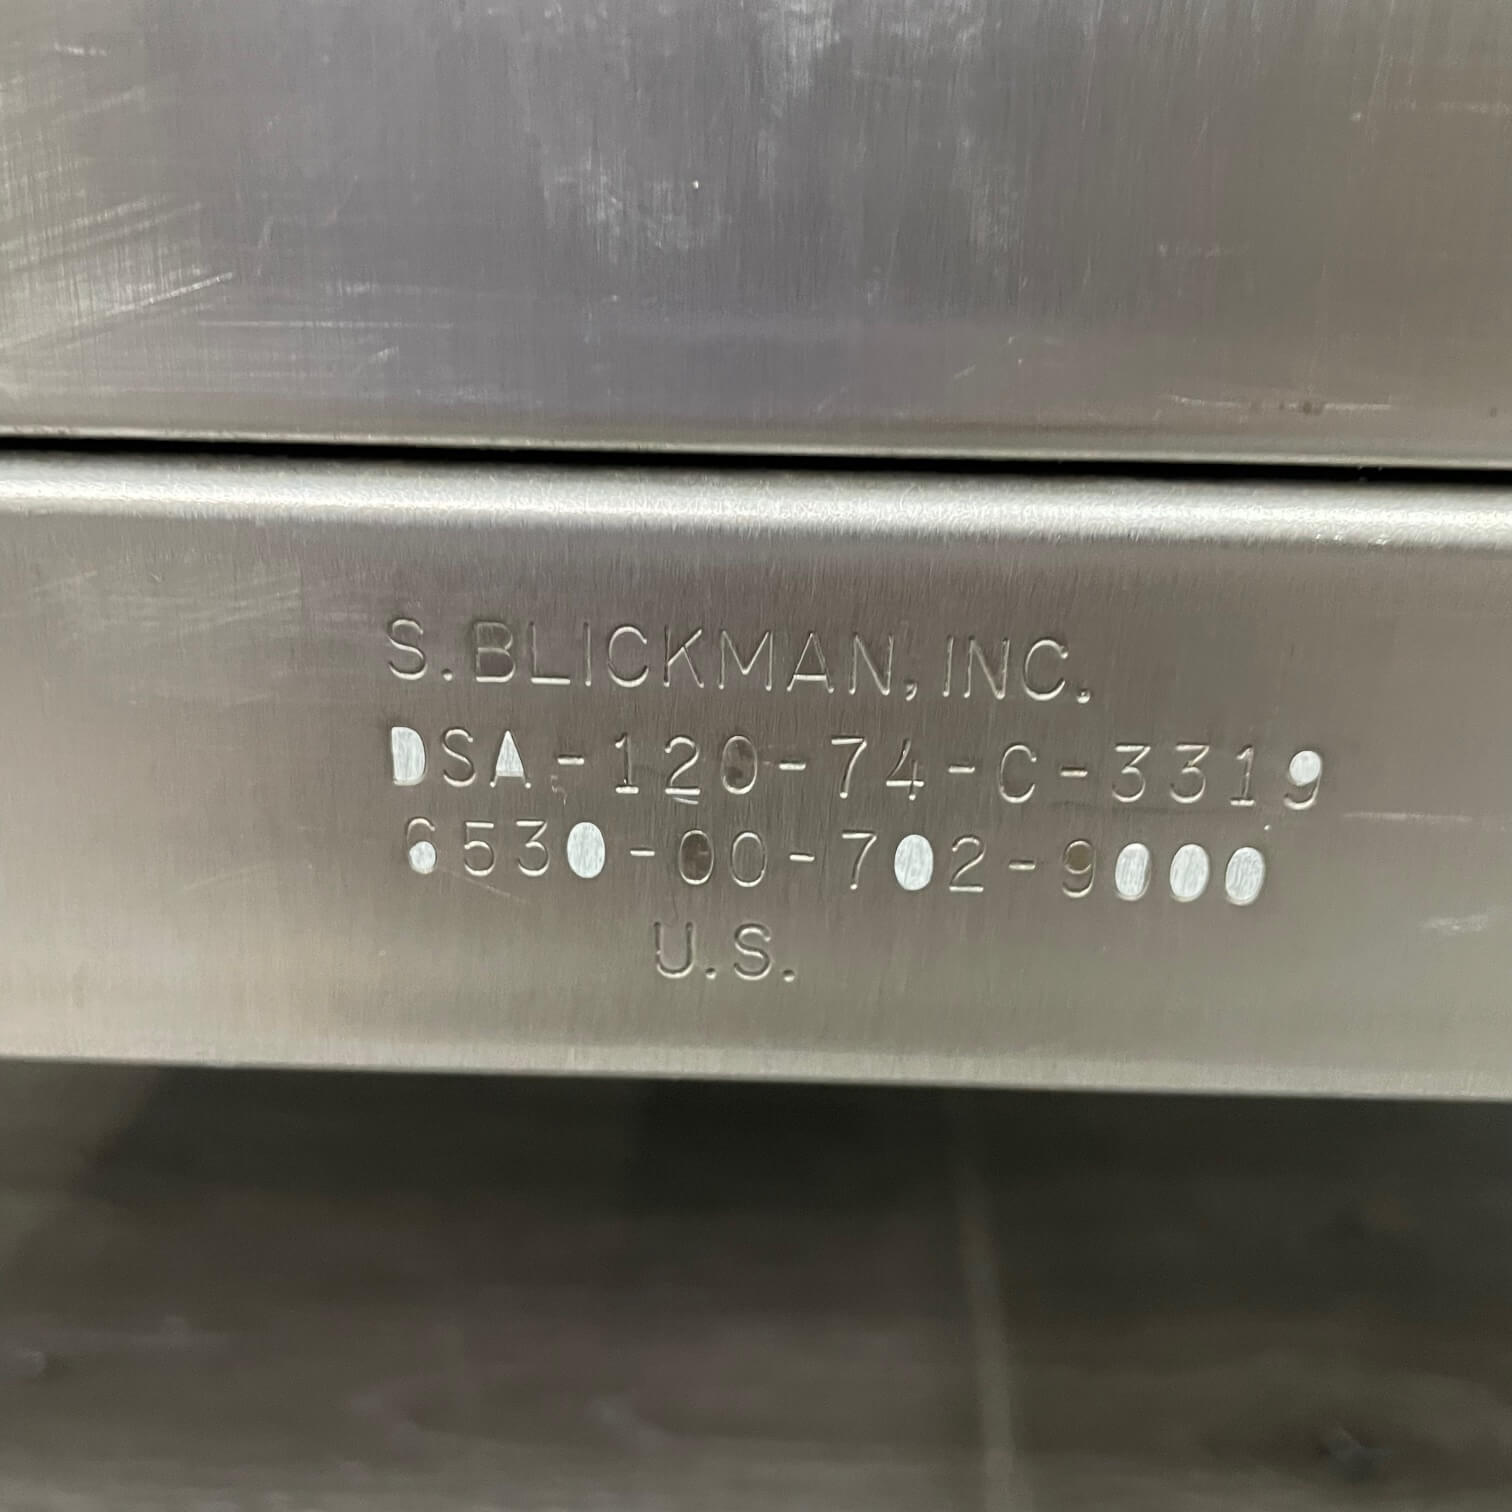 S. BLICKMAN, INC.
DSA-120-74-C-3319
6530-00-702-9000
U.S.